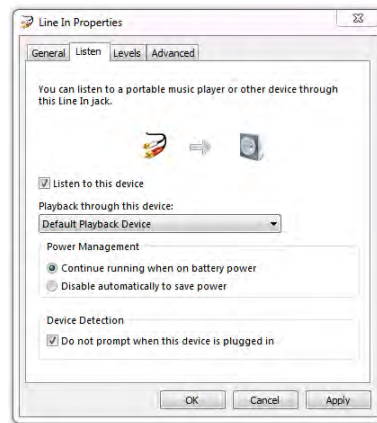 Line In Properties
General Listen Levels Advanced
You can listen to a portable music player or other device through
this Line In jack.
Listen to this device
Playback through this device:
Default Playback Device
Power Management
Continue running when on battery power
Disable automatically to save power
Device Detection
Do not prompt when this device is plugged in
OK Cancel Apply